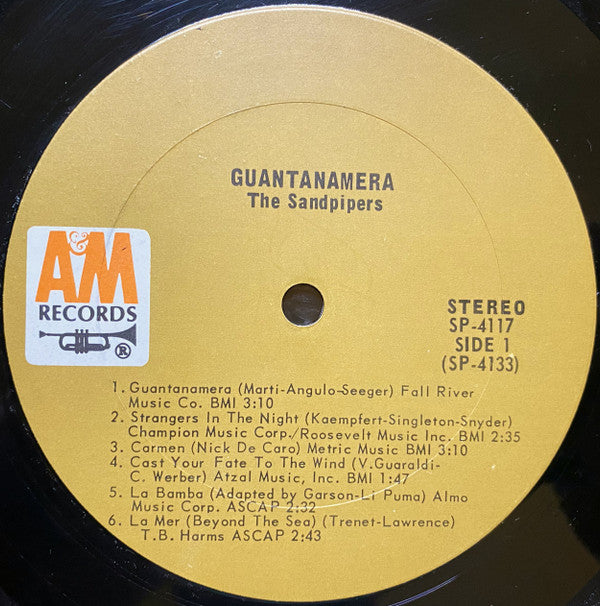 GUANTANAMERA
The Sandpipers
A&M
RECORDS
®
STEREO
SP-4117
SIDE 1
(SP-4133)
1. Guantanamera (Marti-Angulo-Seeger) Fall River
Music Co. BMI 3:10
2. Strangers In The Night (Kaempfert-Singleton-Snyder)
Champion Music Corp./Roosevelt Music Inc. BMI 2:35
3. Carmen (Nick De Caro) Metric Music BMI 3:10
4. Cast Your Fate To The Wind (V.Guaraldi-
C. Werber) Atzal Music, Inc. BMI 1:47
5. La Bamba (Adapted by Garson-Li Puma) Almo
Music Corp. ASCAP 2:32
6. La Mer (Beyond The Sea) (Trenet-Lawrence)
T.B. Harms ASCAP 2:43